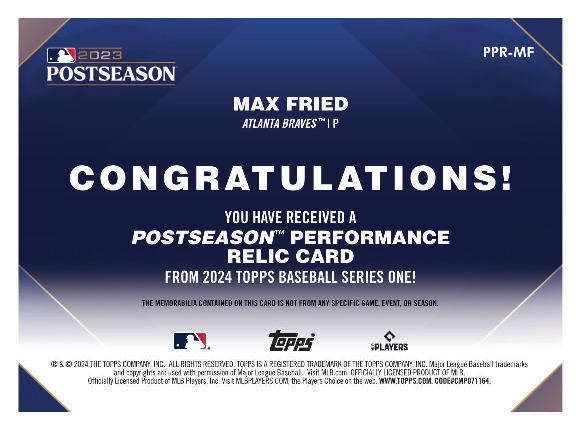 2023
POSTSEASON
PPR-MF
MAX FRIED
ATLANTA BRAVES™ | P
CONGRATULATIONS!
YOU HAVE RECEIVED A
POSTSEASON™ PERFORMANCE
RELIC CARD
FROM 2024 TOPPS BASEBALL SERIES ONE!
THE MEMORABILIA CONTAINED ON THIS CARD IS NOT FROM ANY SPECIFIC GAME, EVENT, OR SEASON.
topps
PLAYERS
® & © 2024 THE TOPPS COMPANY, INC. ALL RIGHTS RESERVED. TOPPS IS A REGISTERED TRADEMARK OF THE TOPPS COMPANY, INC. Major League Baseball trademarks
and copyrights are used with permission of Major League Baseball. Visit MLB.com. OFFICIALLY LICENSED PRODUCT OF MLB.
Officially Licensed Product of MLB Players, Inc. Visit MLBPLAYERS.COM, the Players Choice on the web. WWW.TOPPS.COM. CODE#CMP071164.